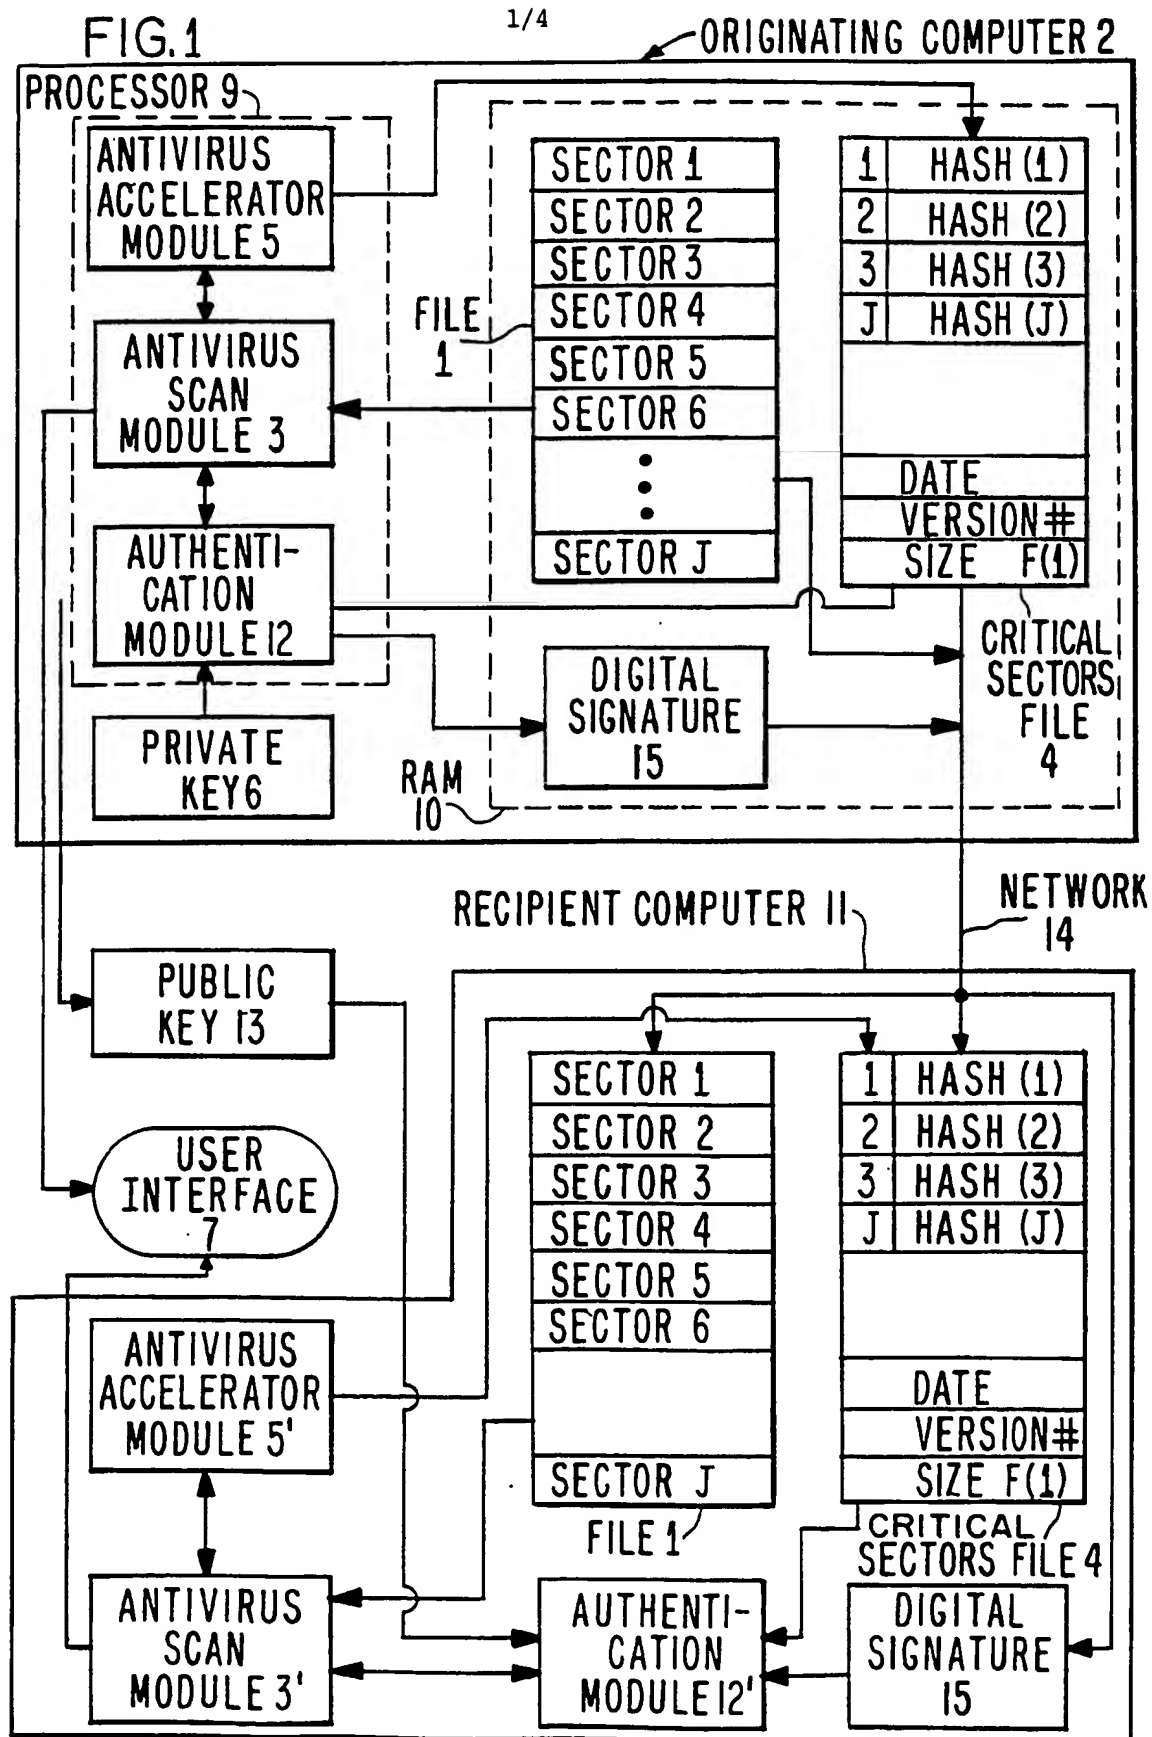 1/4
FIG.1
ORIGINATING COMPUTER 2
PROCESSOR 9
ANTIVIRUS
ACCELERATOR
MODULE 5
ANTIVIRUS
SCAN
MODULE 3
AUTHENTI-
CATION
MODULE 12
PRIVATE
KEY6
FILE
1
SECTOR 1
SECTOR 2
SECTOR 3
SECTOR 4
SECTOR 5
SECTOR 6
SECTOR J
1 HASH (1)
2 HASH (2)
3 HASH (3)
J HASH (J)
DATE
VERSION#
SIZE F(1)
CRITICAL
SECTORS
FILE
4
DIGITAL
SIGNATURE
15
RAM
10
NETWORK
14
RECIPIENT COMPUTER 11
PUBLIC
KEY 13
USER
INTERFACE
7
ANTIVIRUS
ACCELERATOR
MODULE 5'
ANTIVIRUS
SCAN
MODULE 3'
SECTOR 1
SECTOR 2
SECTOR 3
SECTOR 4
SECTOR 5
SECTOR 6
SECTOR J
FILE 1
1 HASH (1)
2 HASH (2)
3 HASH (3)
J HASH (J)
DATE
VERSION#
SIZE F(1)
CRITICAL
SECTORS FILE 4
AUTHENTI-
CATION
MODULE 12'
DIGITAL
SIGNATURE
15